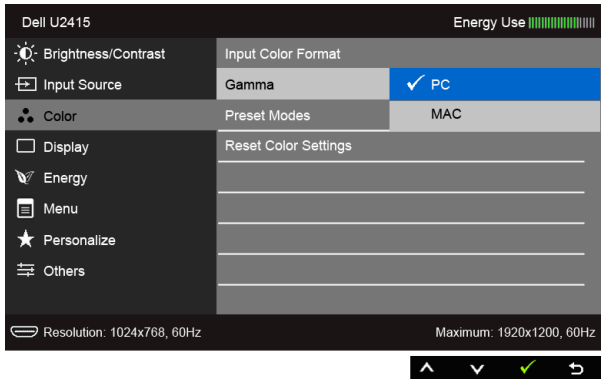 Dell U2415 Energy Use
Brightness/Contrast Input Color Format
Input Source Gamma PC
Color Preset Modes MAC
Display Reset Color Settings
Energy
Menu
Personalize
Others
Resolution: 1024x768, 60Hz Maximum: 1920x1200, 60Hz